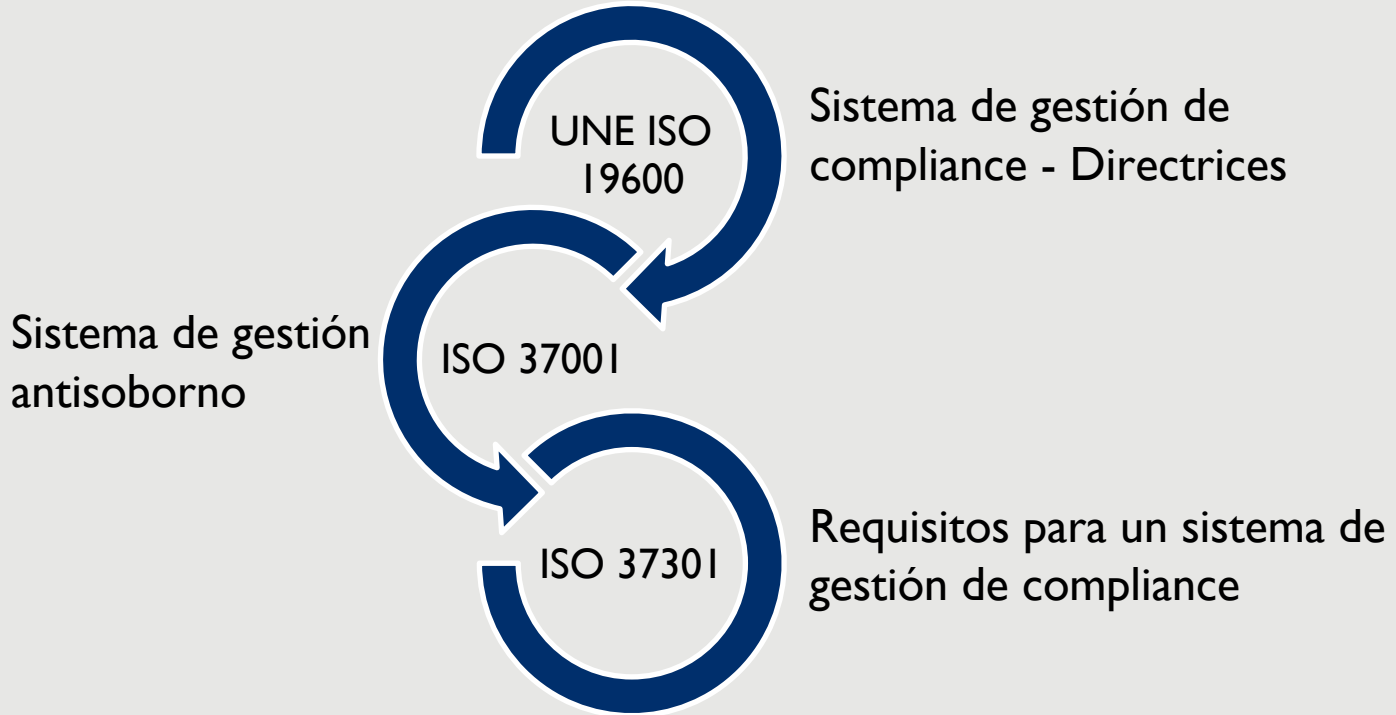 UNE ISO
19600
Sistema de gestión de
compliance - Directrices
Sistema de gestión
antisoborno
ISO 37001
ISO 37301
Requisitos para un sistema de
gestión de compliance